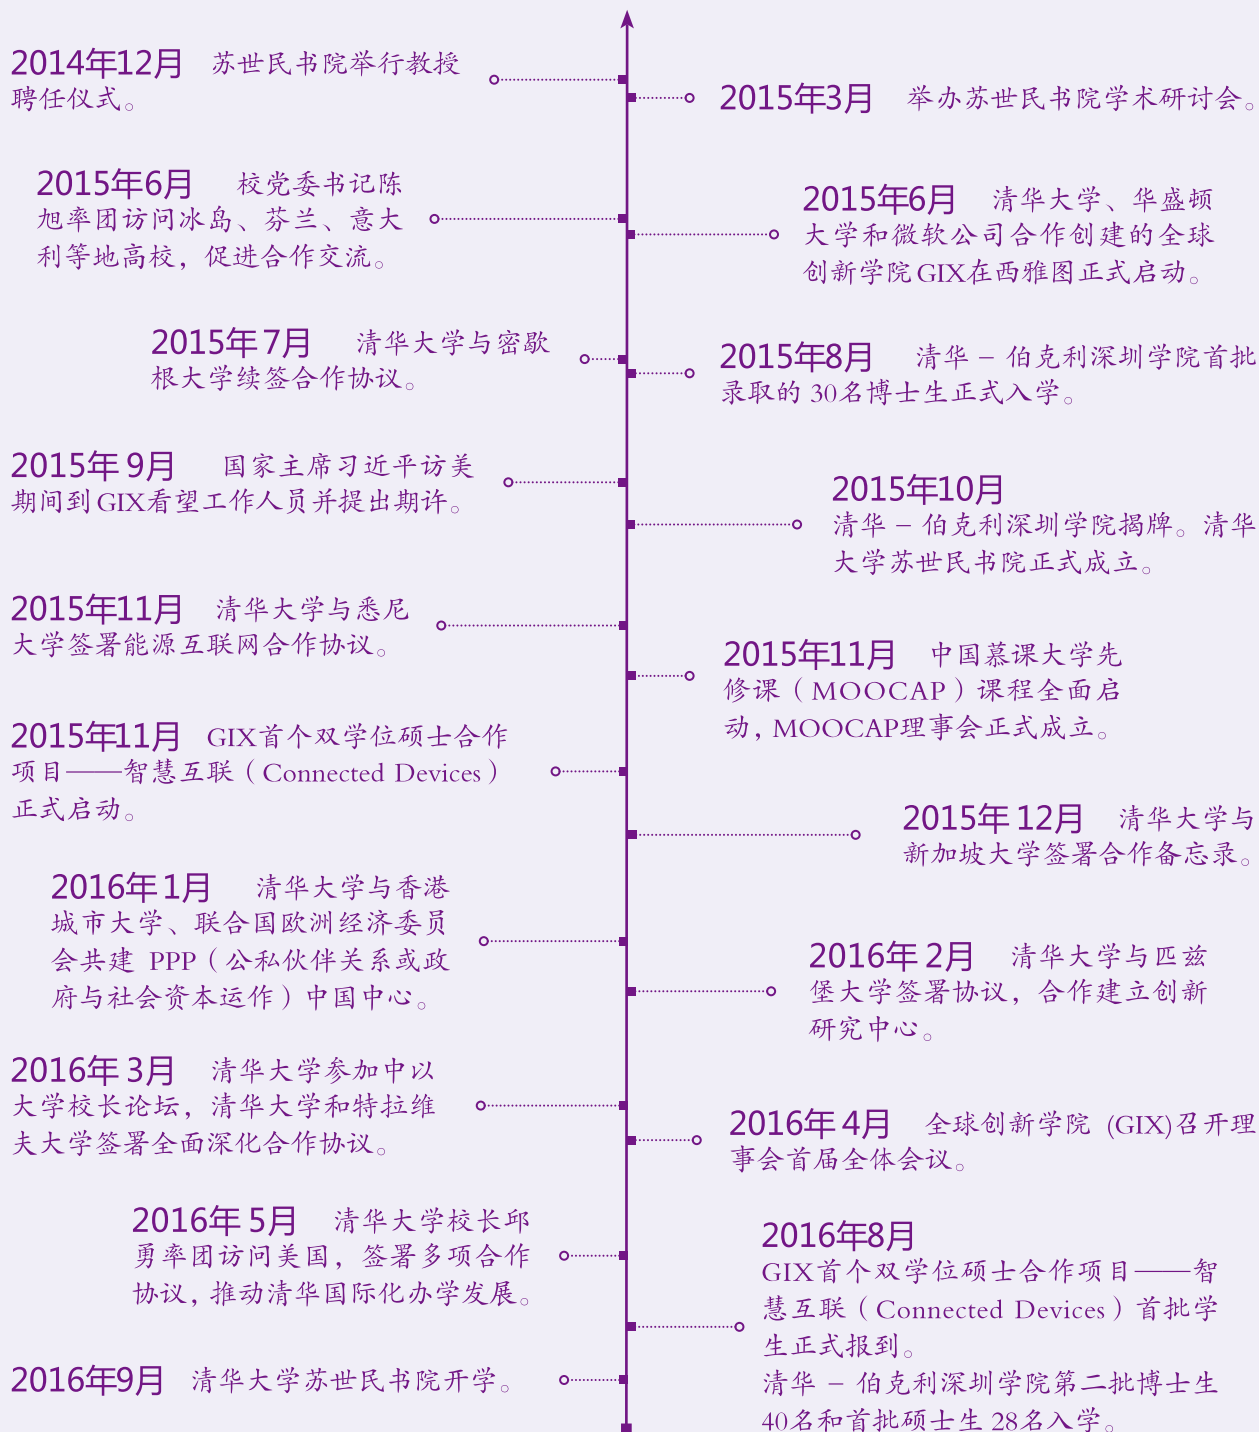 2014年12月 苏世民书院举行教授
聘任仪式。
2015年3月 举办苏世民书院学术研讨会。
2015年6月 校党委书记陈
旭率团访问冰岛、芬兰、意大
利等地高校，促进合作交流。
2015年6月 清华大学、华盛顿
大学和微软公司合作创建的全球
创新学院GIX在西雅图正式启动。
2015年7月 清华大学与密歇
根大学续签合作协议。
2015年8月 清华－伯克利深圳学院首批
录取的30名博士生正式入学。
2015年9月 国家主席习近平访美
期间到GIX看望工作人员并提出期许。
2015年10月
清华－伯克利深圳学院揭牌。清华
大学苏世民书院正式成立。
2015年11月 清华大学与悉尼
大学签署能源互联网合作协议。
2015年11月 中国慕课大学先
修课（MOOCAP）课程全面启
动，MOOCAP理事会正式成立。
2015年11月 GIX首个双学位硕士合作
项目——智慧互联（Connected Devices）
正式启动。
2015年12月 清华大学与
新加坡大学签署合作备忘录。
2016年1月 清华大学与香港
城市大学、联合国欧洲经济委员
会共建 PPP（公私伙伴关系或政
府与社会资本运作）中国中心。
2016年2月 清华大学与匹兹
堡大学签署协议，合作建立创新
研究中心。
2016年3月 清华大学参加中以
大学校长论坛，清华大学和特拉维
夫大学签署全面深化合作协议。
2016年4月 全球创新学院 (GIX)召开理
事会首届全体会议。
2016年5月 清华大学校长邱
勇率团访问美国，签署多项合作
协议，推动清华国际化办学发展。
2016年8月
GIX首个双学位硕士合作项目——智
慧互联（Connected Devices）首批学
生正式报到。
清华－伯克利深圳学院第二批博士生
40名和首批硕士生28名入学。
2016年9月 清华大学苏世民书院开学。